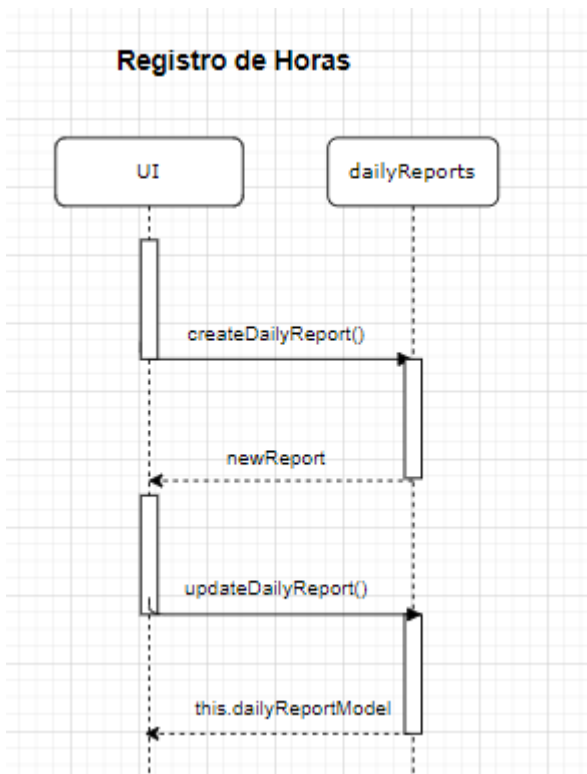 Registro de Horas
UI
dailyReports
createDailyReport()
newReport
updateDailyReport()
this.dailyReportModel